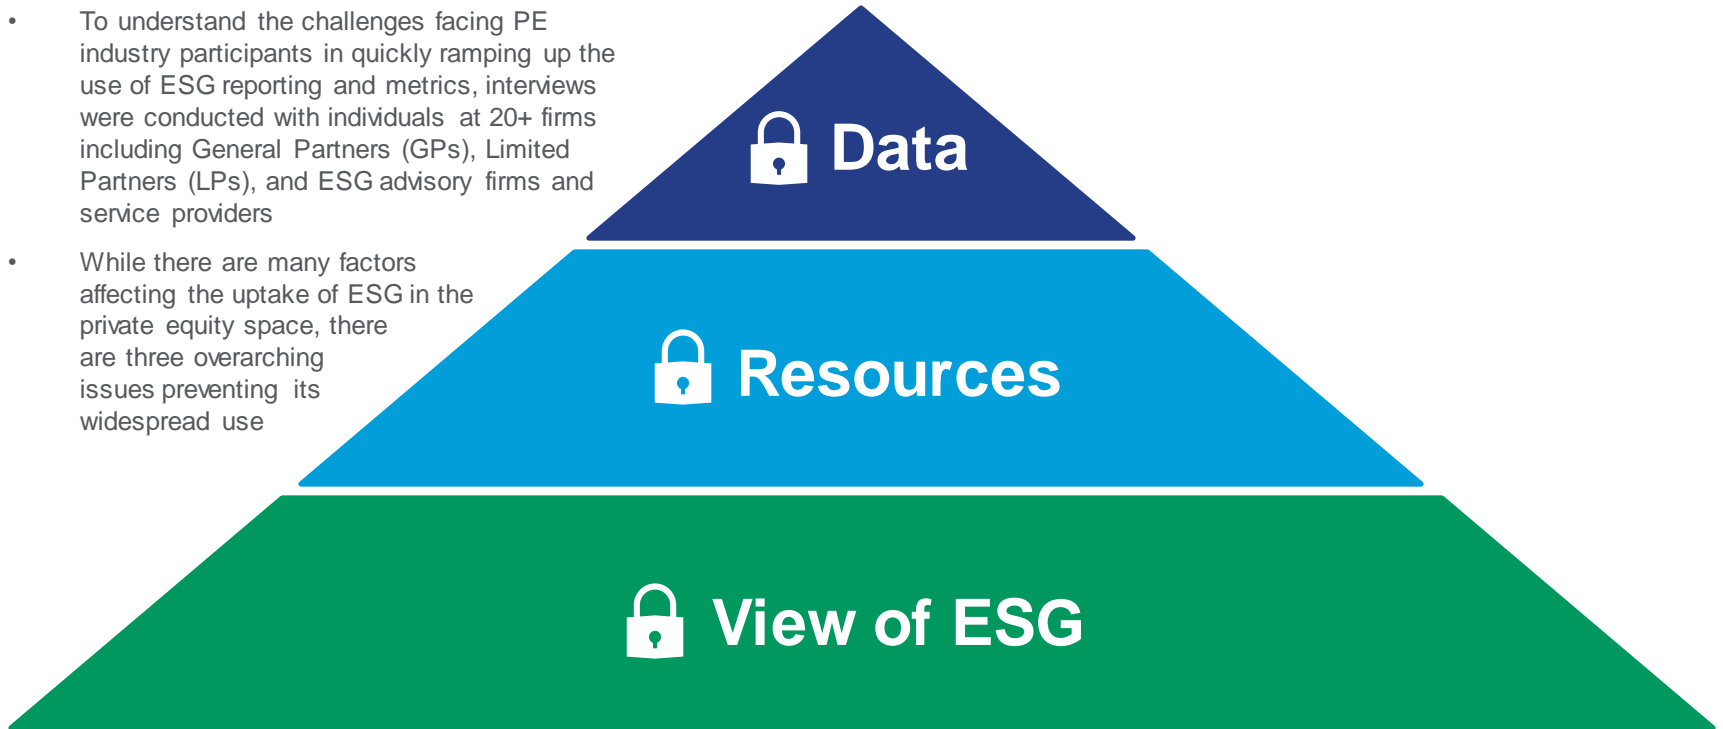 • To understand the challenges facing PE
industry participants in quickly ramping up the
use of ESG reporting and metrics, interviews
were conducted with individuals at 20+ firms
including General Partners (GPs), Limited
Partners (LPs), and ESG advisory firms and
service providers
• While there are many factors
affecting the uptake of ESG in the
private equity space, there
are three overarching
issues preventing its
widespread use
Data
Resources
View of ESG